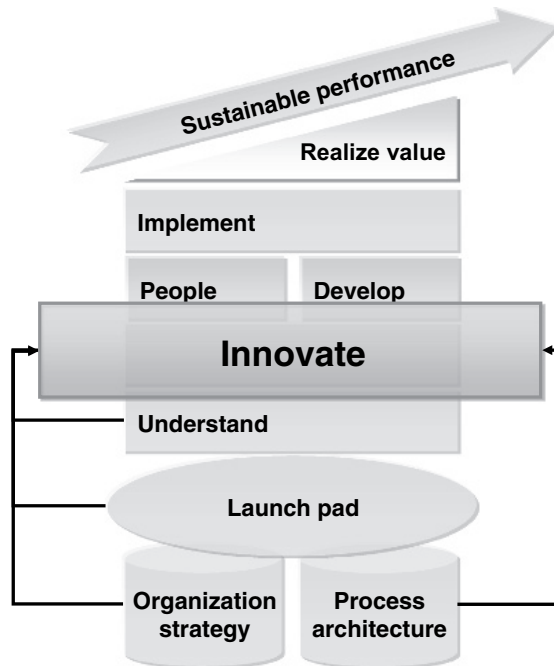 Sustainable performance
Realize value
Implement
People
Develop
Innovate
Understand
Launch pad
Organization
strategy
Process
architecture